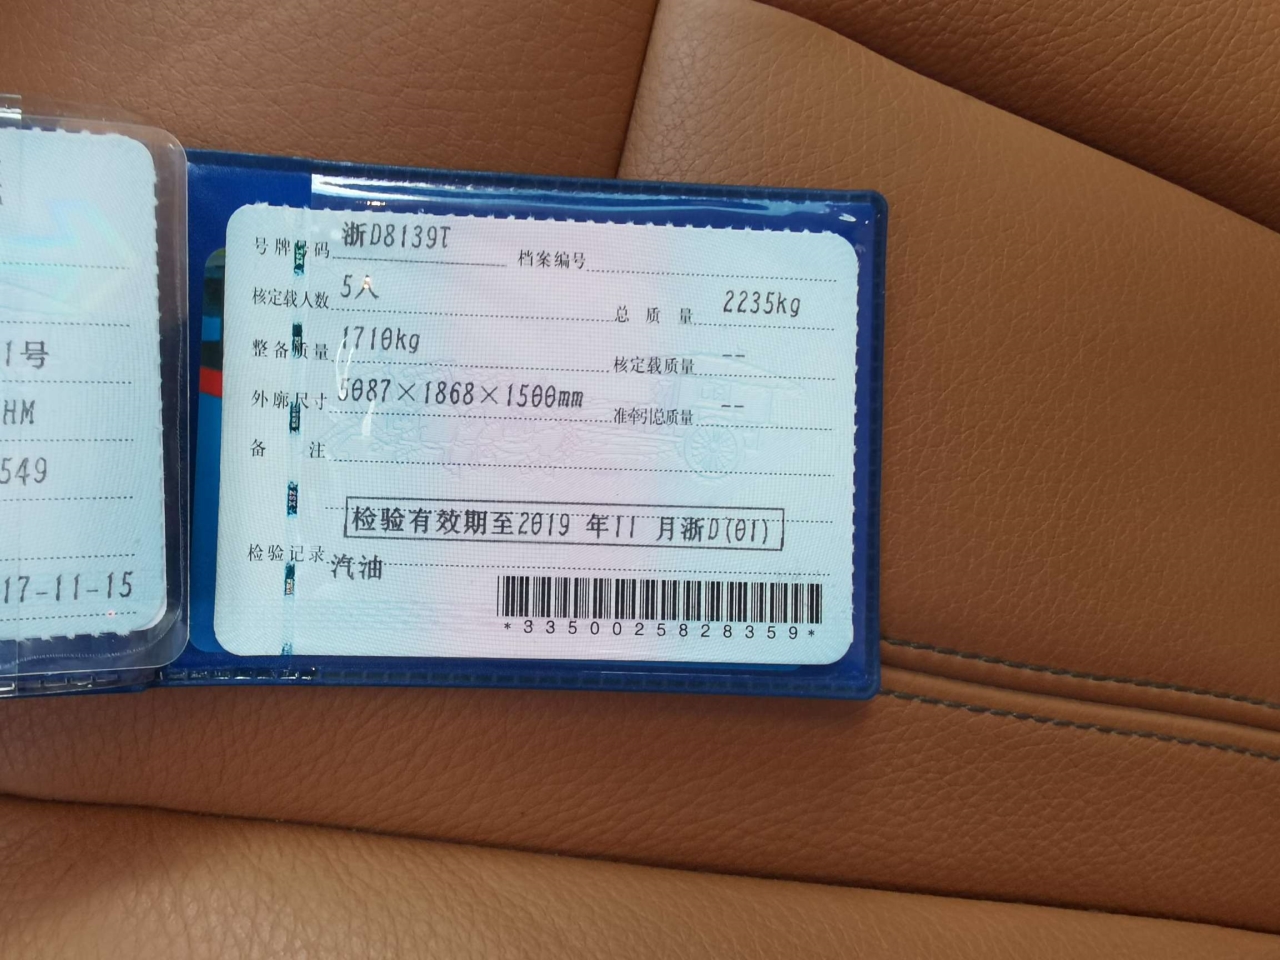 1号
HM
549
17-11-15
号牌号码 浙D8139T 档案编号
核定载人数 5人 总质量 2235kg
整备质量 1710kg 核定载质量 --
外廓尺寸 5087×1868×1500mm 准牵引总质量 --
备注
检验有效期至2019 年11 月浙D(01)
检验记录 汽油
*3350025828359*